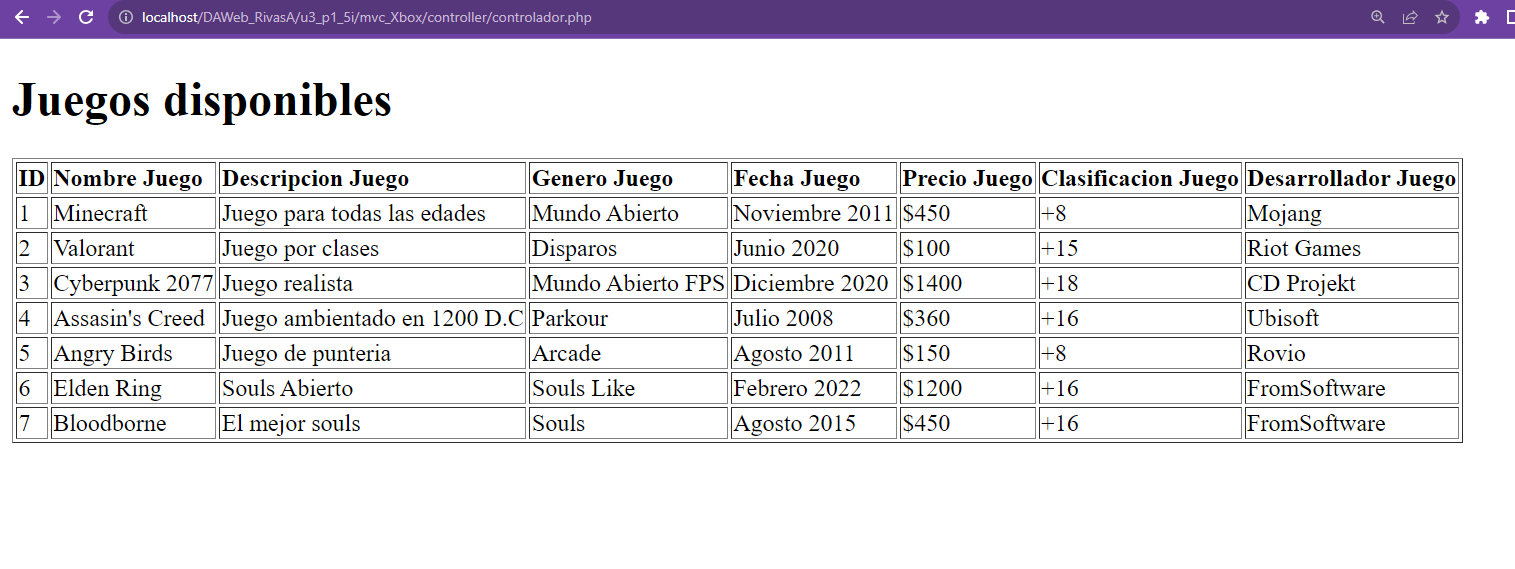 localhost/DAWeb_RivasA/u3_p1_5i/mvc_Xbox/controller/controlador.php
Juegos disponibles
ID Nombre Juego Descripcion Juego Genero Juego Fecha Juego Precio Juego Clasificacion Juego Desarrollador Juego
1 Minecraft Juego para todas las edades Mundo Abierto Noviembre 2011 $450 +8 Mojang
2 Valorant Juego por clases Disparos Junio 2020 $100 +15 Riot Games
3 Cyberpunk 2077 Juego realista Mundo Abierto FPS Diciembre 2020 $1400 +18 CD Projekt
4 Assasin's Creed Juego ambientado en 1200 D.C Parkour Julio 2008 $360 +16 Ubisoft
5 Angry Birds Juego de punteria Arcade Agosto 2011 $150 +8 Rovio
6 Elden Ring Souls Abierto Souls Like Febrero 2022 $1200 +16 FromSoftware
7 Bloodborne El mejor souls Souls Agosto 2015 $450 +16 FromSoftware